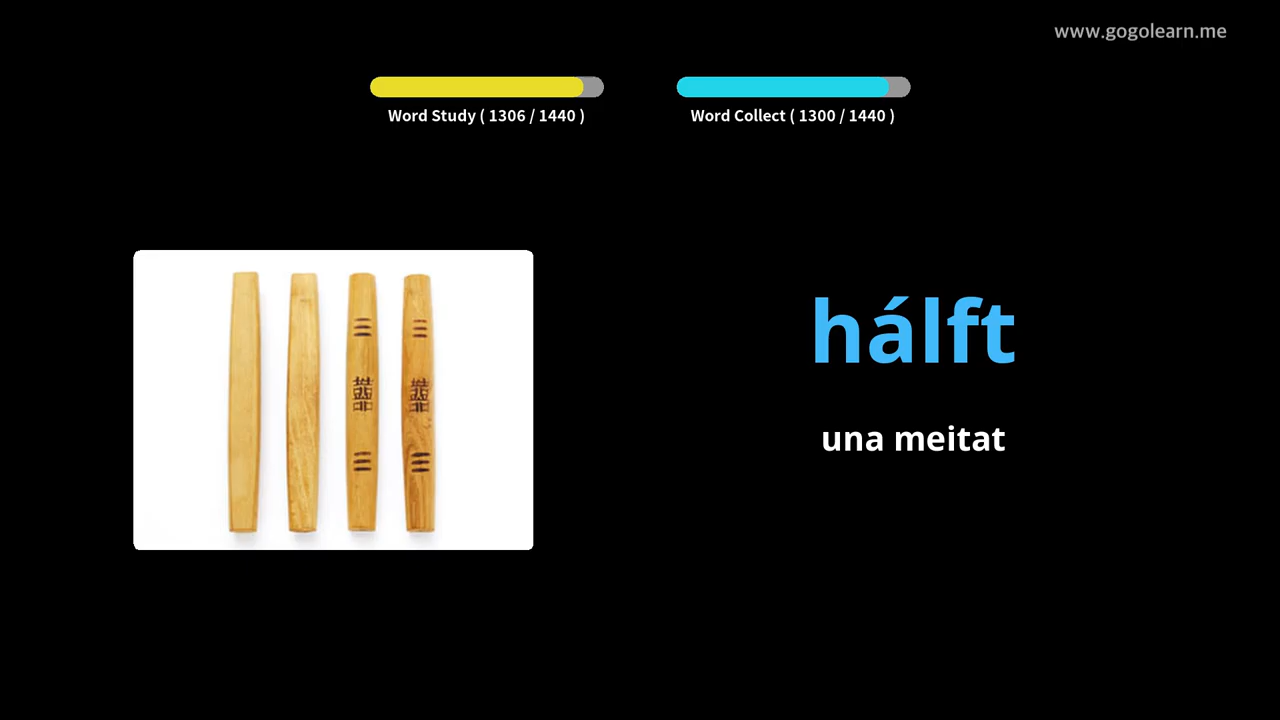 www.gogolearn.me
Word Study ( 1306 / 1440 )
Word Collect ( 1300 / 1440 )
hálft
una meitat